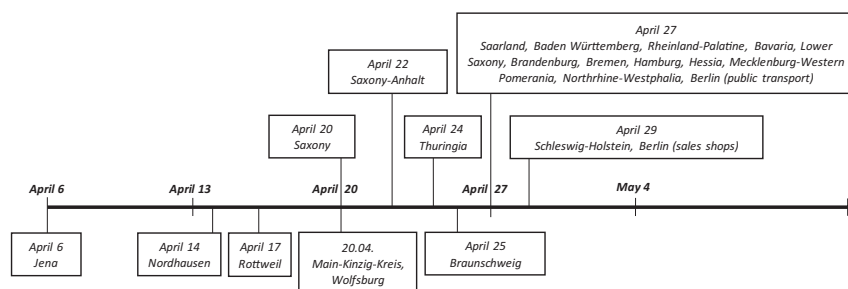 April 27
Saarland, Baden Württemberg, Rheinland-Palatine, Bavaria, Lower
Saxony, Brandenburg, Bremen, Hamburg, Hessia, Mecklenburg-Western
Pomerania, Northrhine-Westphalia, Berlin (public transport)
April 22
Saxony-Anhalt
April 20
Saxony
April 24
Thuringia
April 29
Schleswig-Holstein, Berlin (sales shops)
April 6
April 13
April 20
April 27
May 4
April 6
Jena
April 14
Nordhausen
April 17
Rottweil
20.04.
Main-Kinzig-Kreis,
Wolfsburg
April 25
Braunschweig